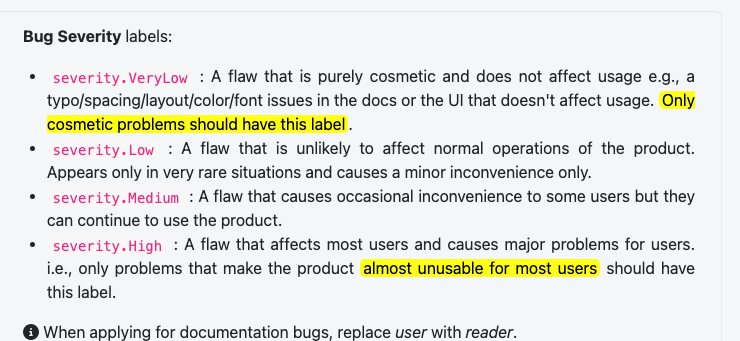 Bug Severity labels:
• severity.VeryLow : A flaw that is purely cosmetic and does not affect usage e.g., a
typo/spacing/layout/color/font issues in the docs or the UI that doesn't affect usage. Only
cosmetic problems should have this label.
• severity.Low : A flaw that is unlikely to affect normal operations of the product.
Appears only in very rare situations and causes a minor inconvenience only.
• severity.Medium : A flaw that causes occasional inconvenience to some users but they
can continue to use the product.
• severity.High : A flaw that affects most users and causes major problems for users.
i.e., only problems that make the product almost unusable for most users should have
this label.
When applying for documentation bugs, replace user with reader.